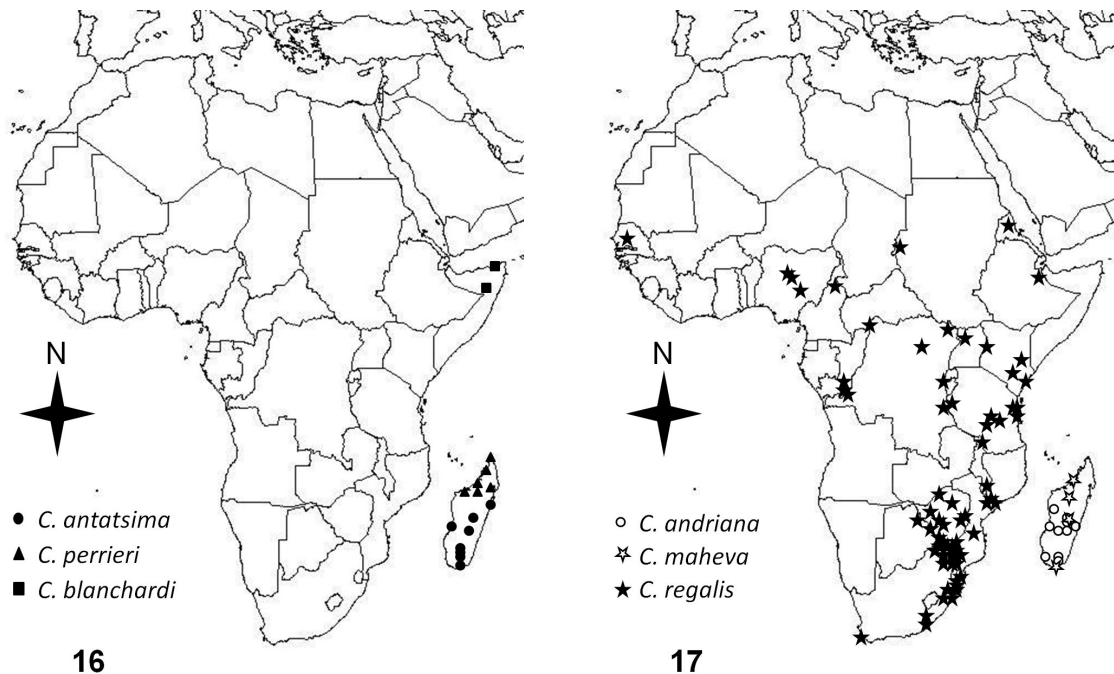 N
C. antatsima
C. perrieri
C. blanchardi
16
N
C. andriana
C. maheva
C. regalis
17